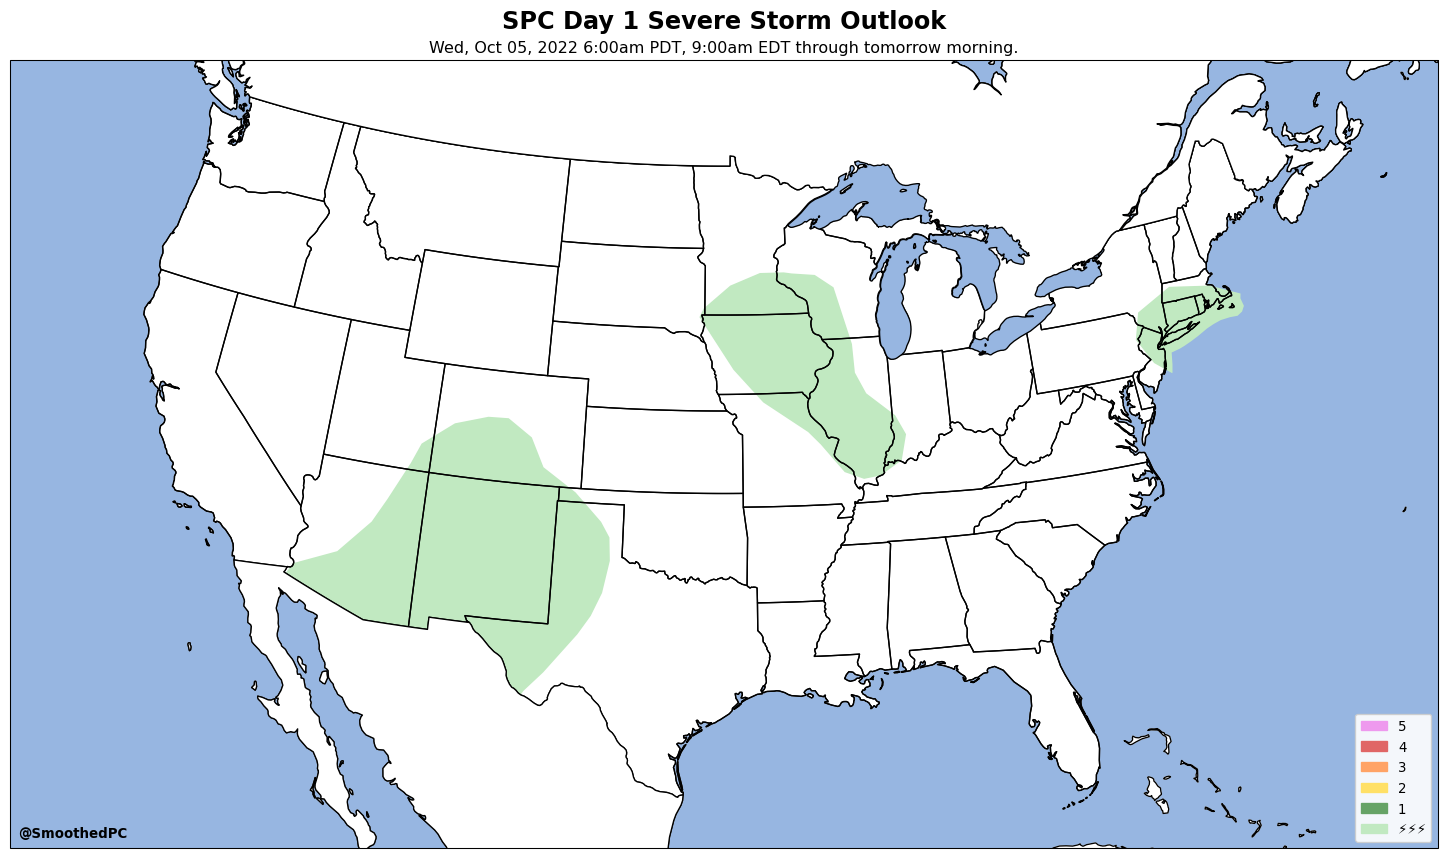 SPC Day 1 Severe Storm Outlook
Wed, Oct 05, 2022 6:00am PDT, 9:00am EDT through tomorrow morning.
5
4
3
2
1
⚡⚡⚡
@SmoothedPC